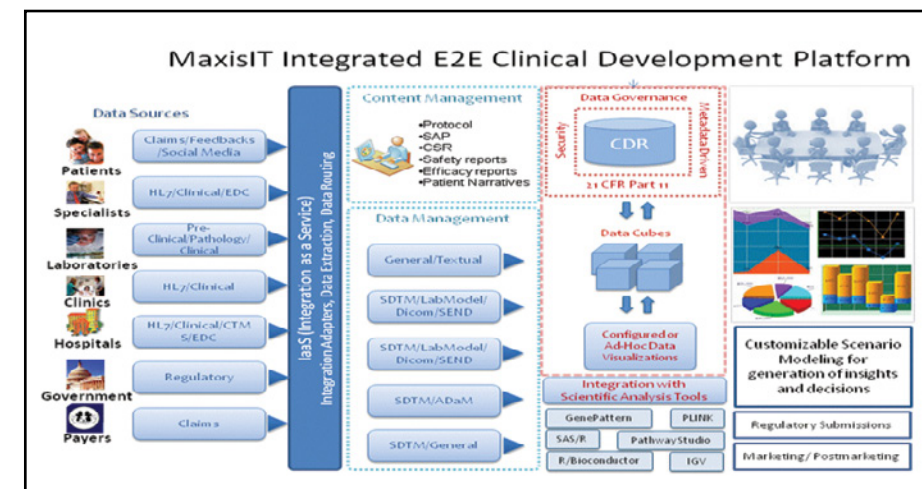 MaxisIT Integrated E2E Clinical Development Platform
Data Sources
Patients
Claims/Feedbacks
/Social Media
Specialists
HL7/Clinical/EDC
Laboratories
Pre-
Clinical/Pathology/
Clinical
Clinics
HL7/Clinical
Hospitals
HL7/Clinical/CTM
S/EDC
Government
Regulatory
Payers
Claims
IaaS (Integration as a Service)
Integration Adapters, Data Extraction, Data Routing
Content Management
•Protocol
•SAP
•CSR
•Safety reports
•Efficacy reports
•Patient Narratives
Data Management
General/Textual
SDTM/LabModel/
Dicom/SEND
SDTM/LabModel/
Dicom/SEND
SDTM/ADaM
SDTM/General
Data Governance
Security
CDR
Metadata Driven
21 CFR Part 11
Data Cubes
Configured or
Ad-Hoc Data
Visualizations
Integration with
Scientific Analysis Tools
GenePattern
PLINK
SAS/R
PathwayStudio
R/Bioconductor
IGV
Customizable Scenario
Modeling for
generation of insights
and decisions
Regulatory Submissions
Marketing/ Postmarketing